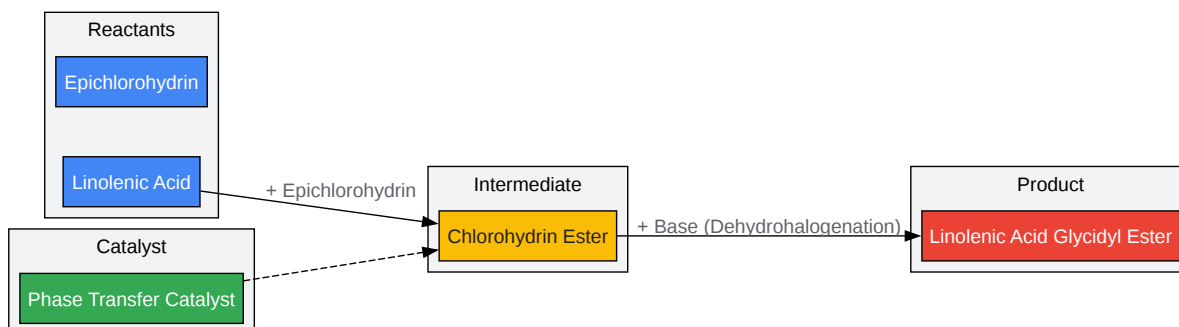 Reactants
Epichlorohydrin
Linolenic Acid
+ Epichlorohydrin
Catalyst
Phase Transfer Catalyst
Intermediate
Chlorohydrin Ester
+ Base (Dehydrohalogenation)
Product
Linolenic Acid Glycidyl Ester